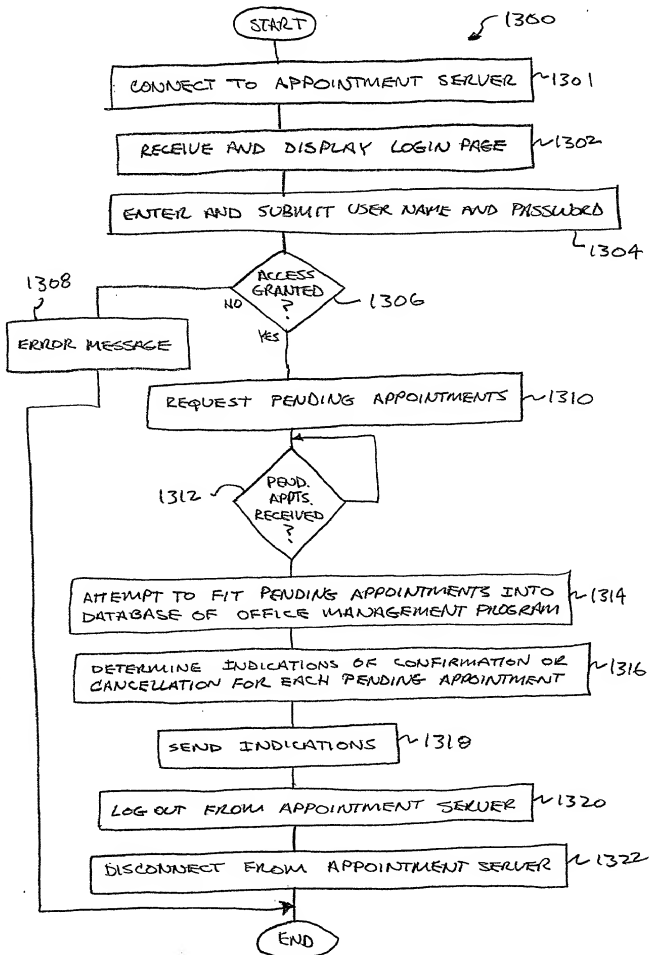 START
1300
CONNECT TO APPOINTMENT SERVER
1301
RECEIVE AND DISPLAY LOGIN PAGE
1302
ENTER AND SUBMIT USER NAME AND PASSWORD
1304
ACCESS
GRANTED
?
1306
NO
YES
1308
ERROR MESSAGE
REQUEST PENDING APPOINTMENTS
1310
1312
PEND.
APPTS.
RECEIVED
?
ATTEMPT TO FIT PENDING APPOINTMENTS INTO
DATABASE OF OFFICE MANAGEMENT PROGRAM
1314
DETERMINE INDICATIONS OF CONFIRMATION OR
CANCELLATION FOR EACH PENDING APPOINTMENT
1316
SEND INDICATIONS
1318
LOG OUT FROM APPOINTMENT SERVER
1320
DISCONNECT FROM APPOINTMENT SERVER
1322
END